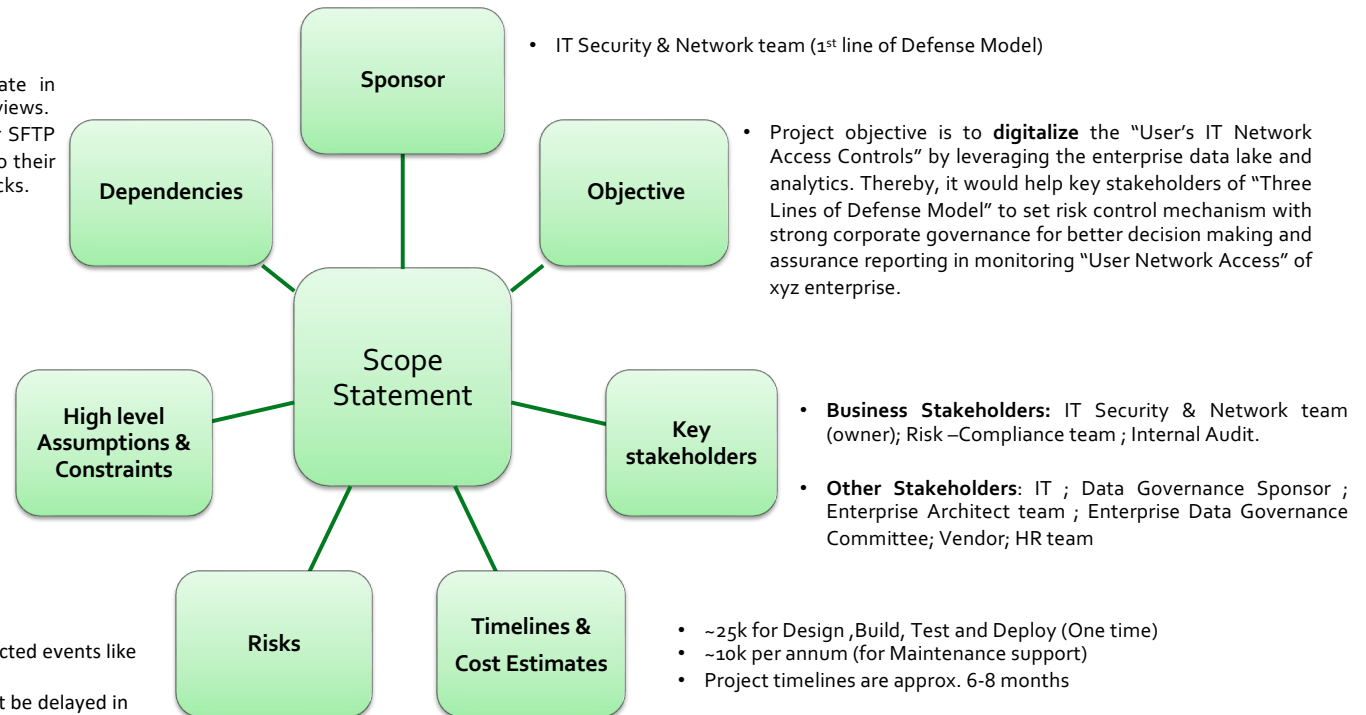 Sponsor
• IT Security & Network team (1st line of Defense Model)
ate in
views.
r SFTP
o their
cks.
Dependencies
Objective
• Project objective is to digitalize the “User’s IT Network
Access Controls” by leveraging the enterprise data lake and
analytics. Thereby, it would help key stakeholders of “Three
Lines of Defense Model” to set risk control mechanism with
strong corporate governance for better decision making and
assurance reporting in monitoring “User Network Access” of
xyz enterprise.
Scope
Statement
High level
Assumptions &
Constraints
Key
stakeholders
• Business Stakeholders: IT Security & Network team
(owner); Risk –Compliance team ; Internal Audit.
• Other Stakeholders: IT ; Data Governance Sponsor ;
Enterprise Architect team ; Enterprise Data Governance
Committee; Vendor; HR team
Risks
cted events like
t be delayed in
Timelines &
Cost Estimates
• ~25k for Design ,Build, Test and Deploy (One time)
• ~10k per annum (for Maintenance support)
• Project timelines are approx. 6-8 months